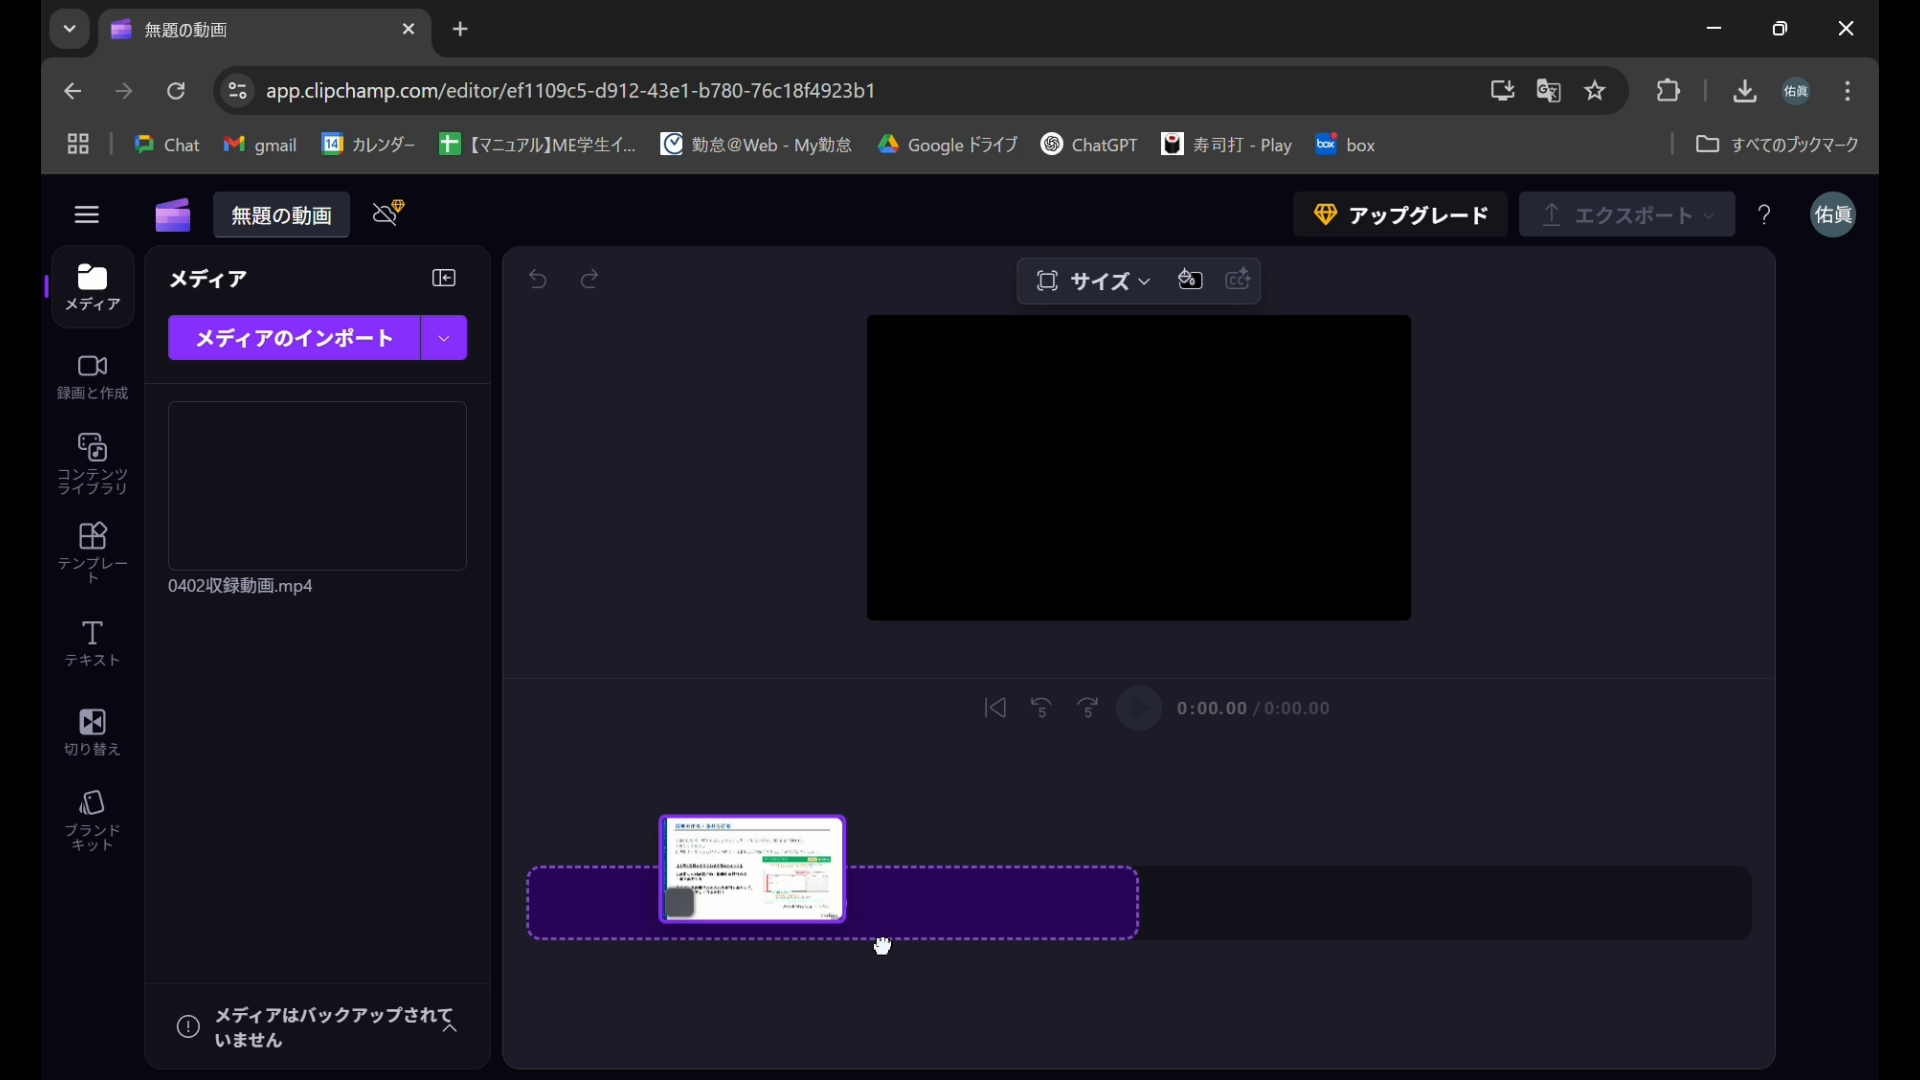 無題の動画
app.clipchamp.com/editor/ef1109c5-d912-43e1-b780-76c18f4923b1
佑眞
Chat
gmail
14 カレンダー
【マニュアル】ME学生イ...
勤怠@Web - My勤怠
Google ドライブ
ChatGPT
寿司打 - Play
box box
すべてのブックマーク
無題の動画
アップグレード
エクスポート
?
佑眞
メディア
録画と作成
コンテンツ
ライブラリ
テンプレー
ト
テキスト
切り替え
ブランド
キット
メディア
メディアのインポート
0402収録動画.mp4
メディアはバックアップされて
いません
サイズ
CC
5
5
0:00.00 / 0:00.00